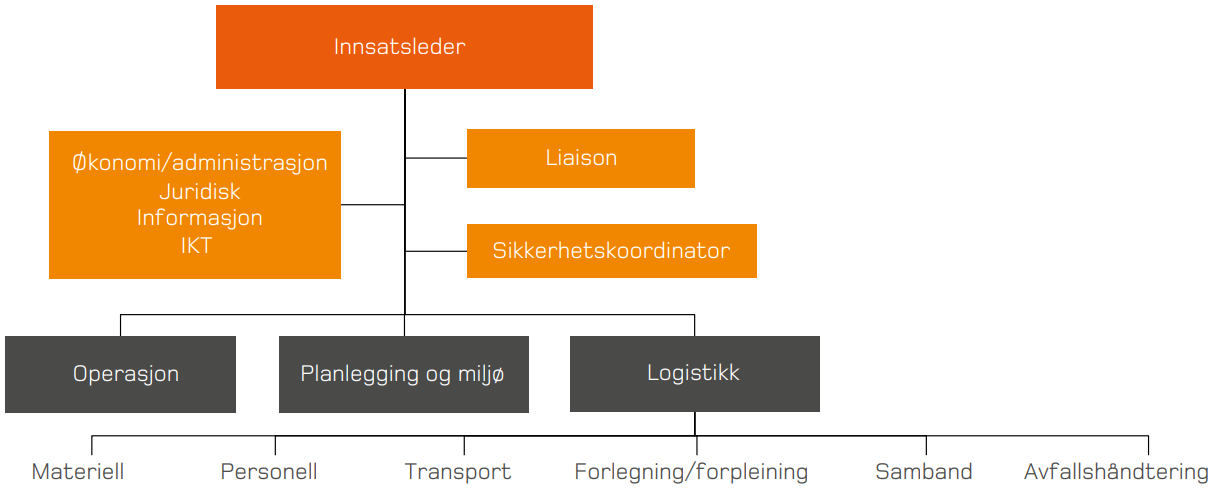 Innsatsleder
Økonomi/administrasjon
Juridisk
Informasjon
IKT
Liaison
Sikkerhetskoordinator
Operasjon
Planlegging og miljø
Logistikk
Materiell
Personell
Transport
Forlegning/forpleining
Samband
Avfallshåndtering